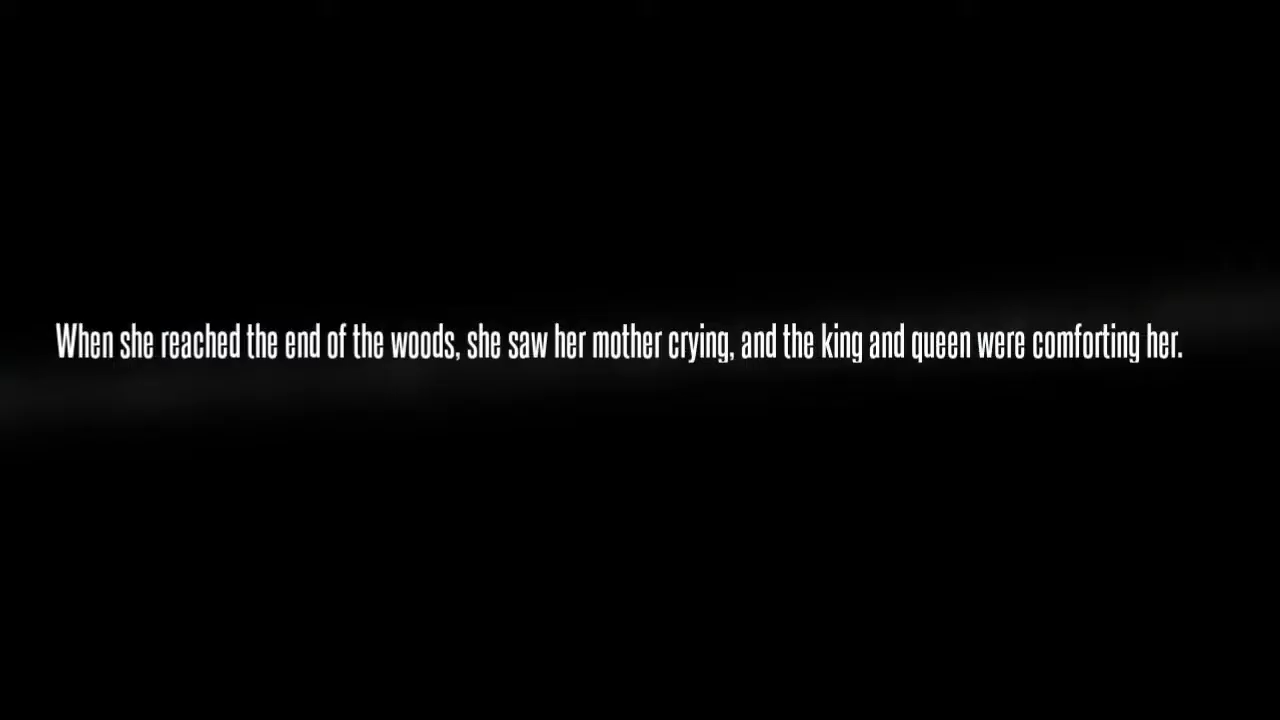 When she reached the end of the woods, she saw her mother crying, and the king and queen were comforting her.